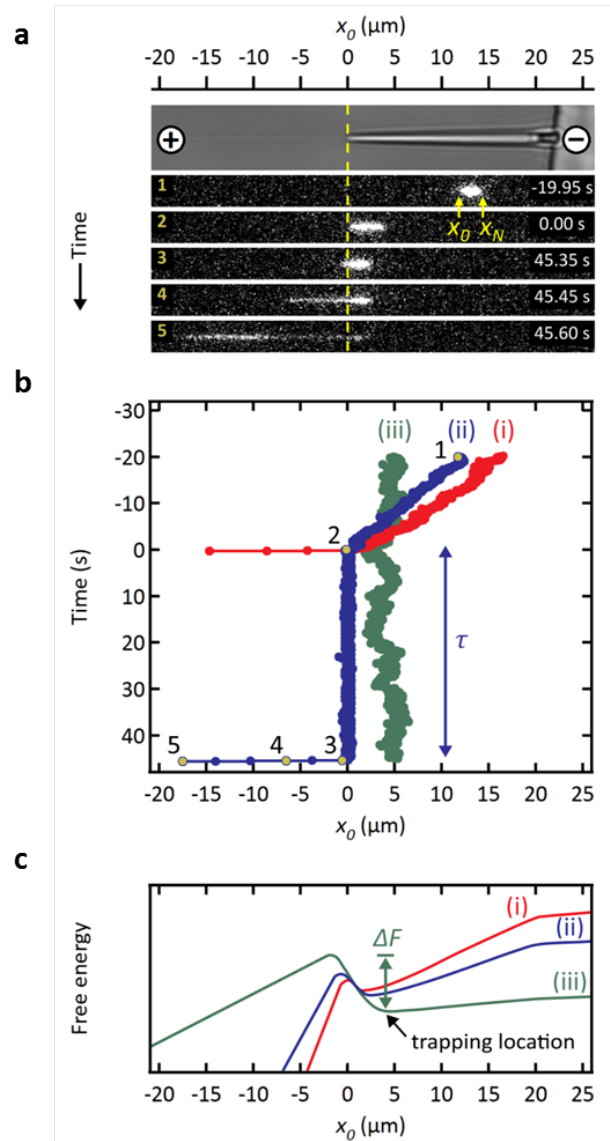 a
x₀ (μm)
-20 -15 -10 -5 0 5 10 15 20 25
+ −
Time
1 -19.95 s
x₀ x_N
2 0.00 s
3 45.35 s
4 45.45 s
5 45.60 s
b
-30
(iii) (ii) (i)
-20 1
-10
0 2
Time (s)
10
20 τ
30
40 5 4 3
-20 -15 -10 -5 0 5 10 15 20 25
x₀ (μm)
c
Free energy
(i)
ΔF (ii)
(iii)
trapping location
-20 -15 -10 -5 0 5 10 15 20 25
x₀ (μm)